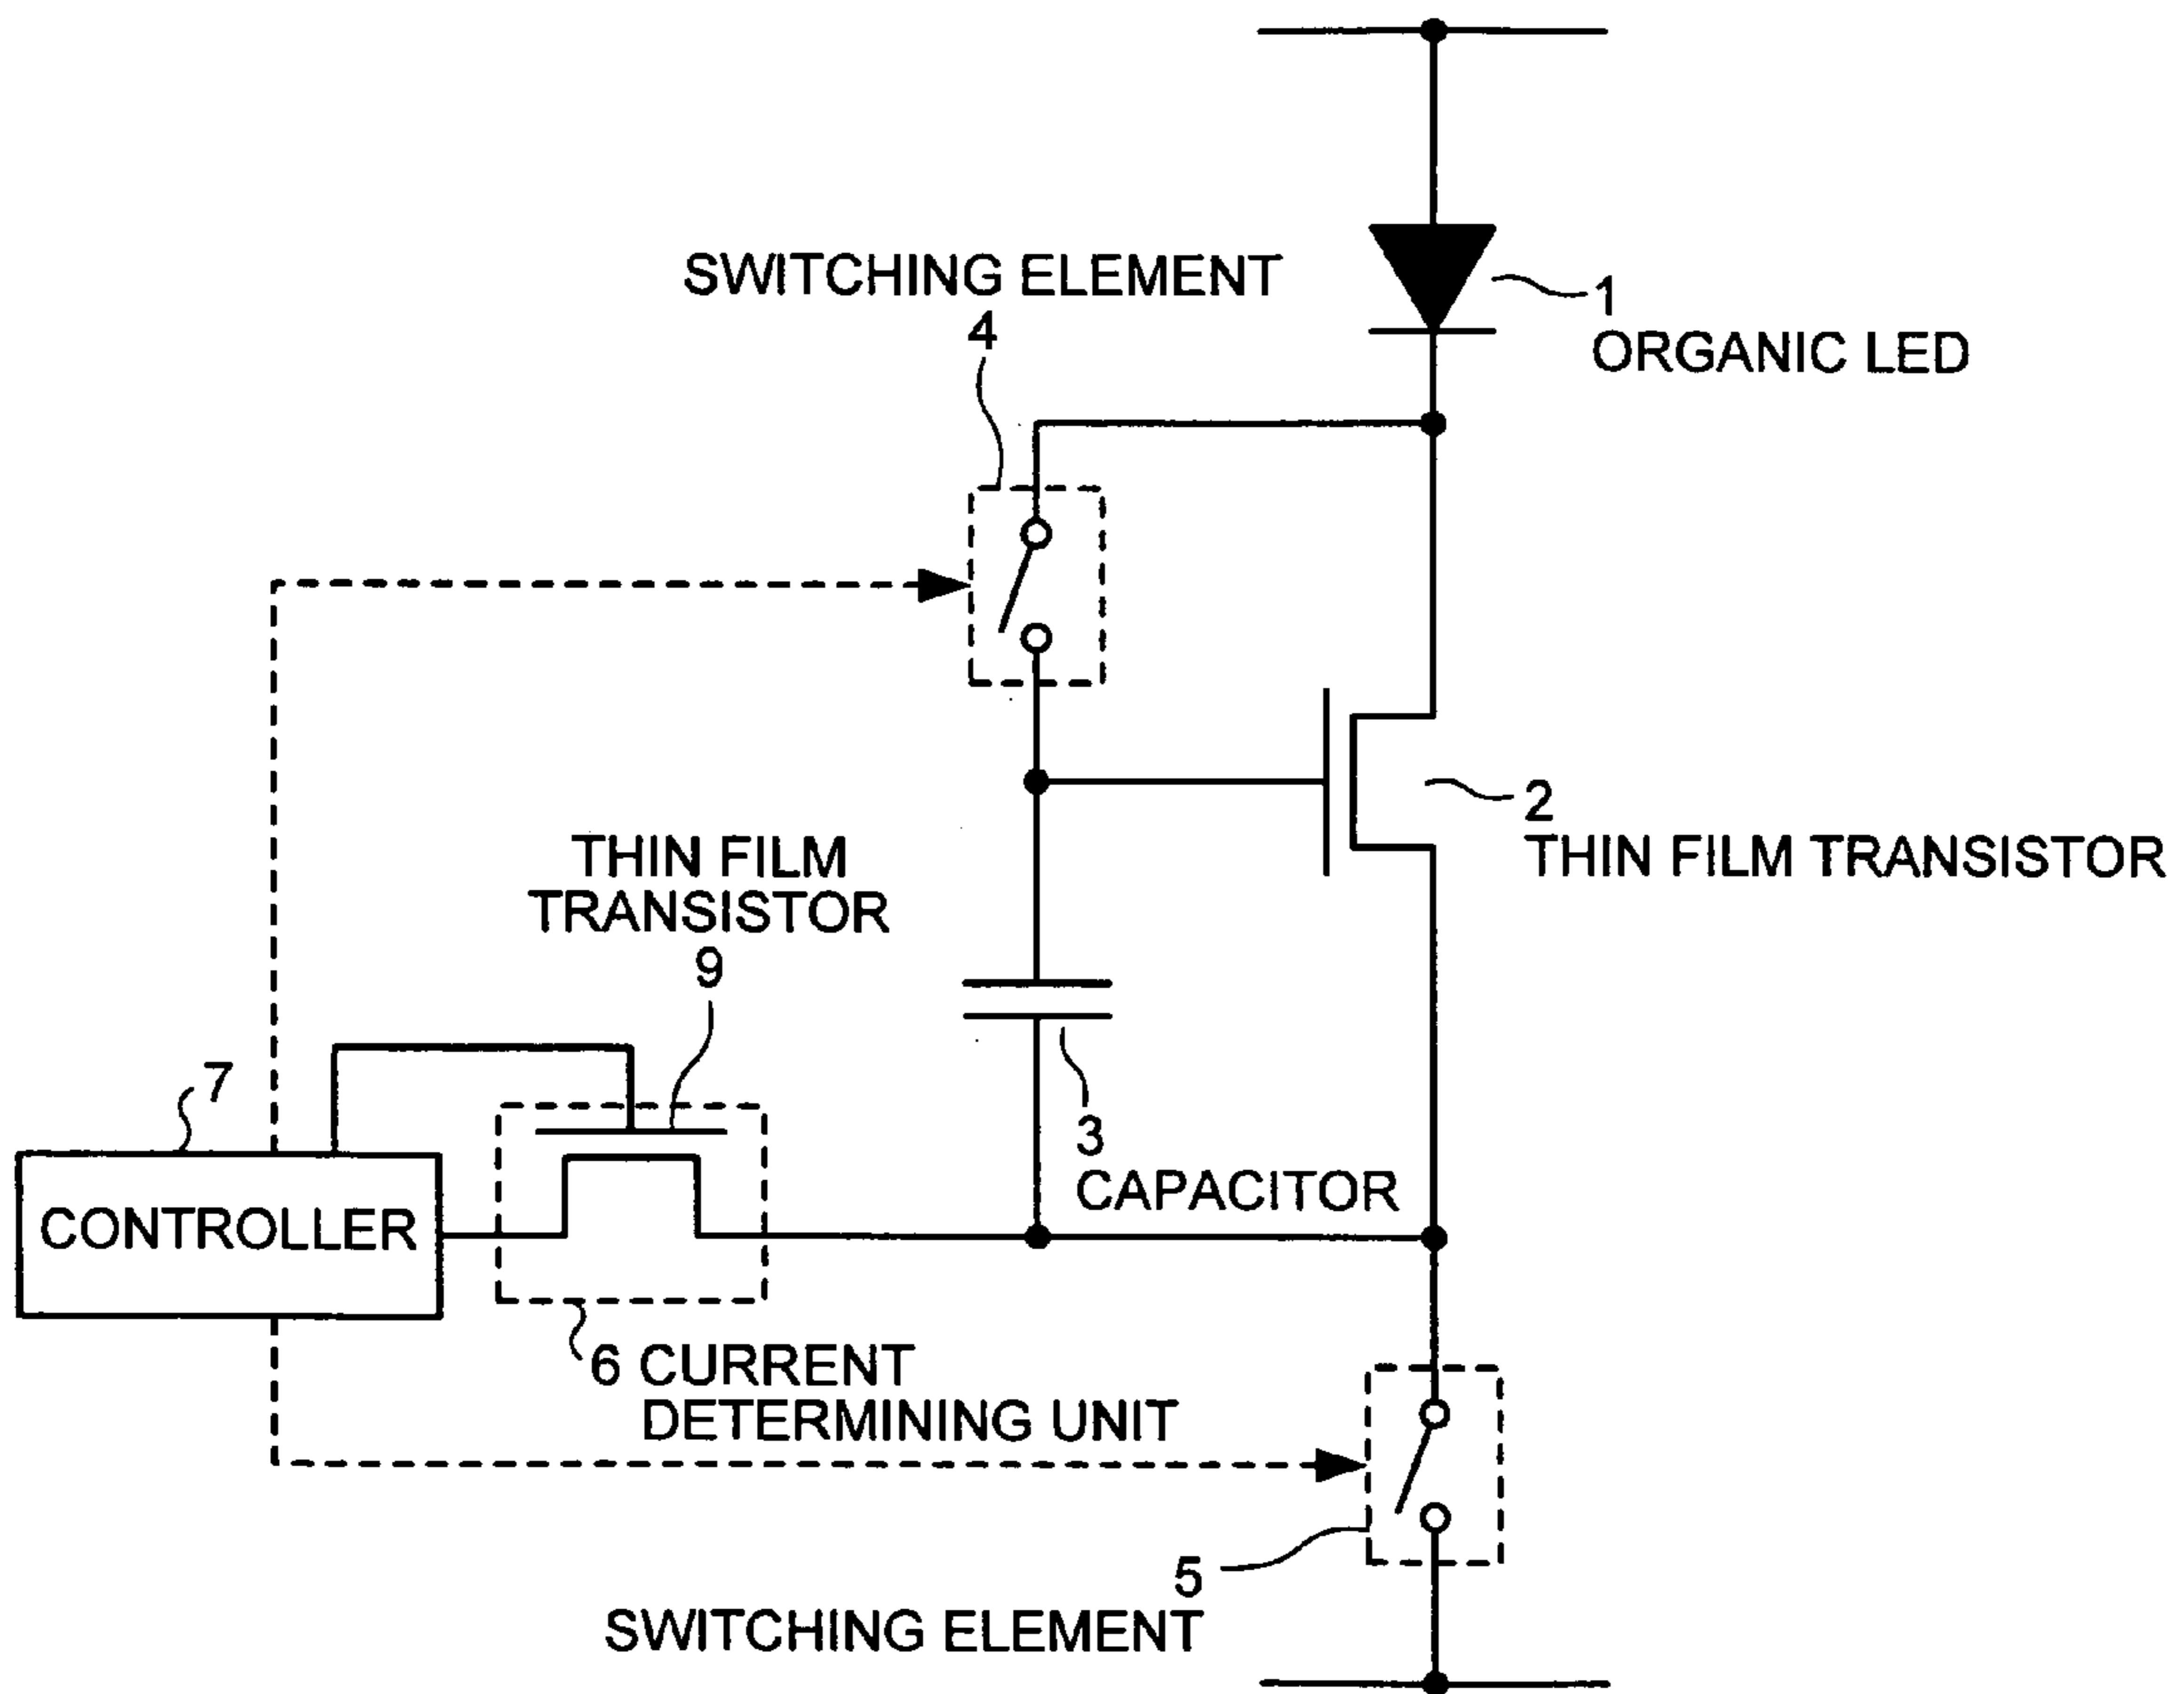 SWITCHING ELEMENT
4
1
ORGANIC LED
2
THIN FILM TRANSISTOR
THIN FILM
TRANSISTOR
9
7
3
CAPACITOR
CONTROLLER
6 CURRENT
DETERMINING UNIT
5
SWITCHING ELEMENT